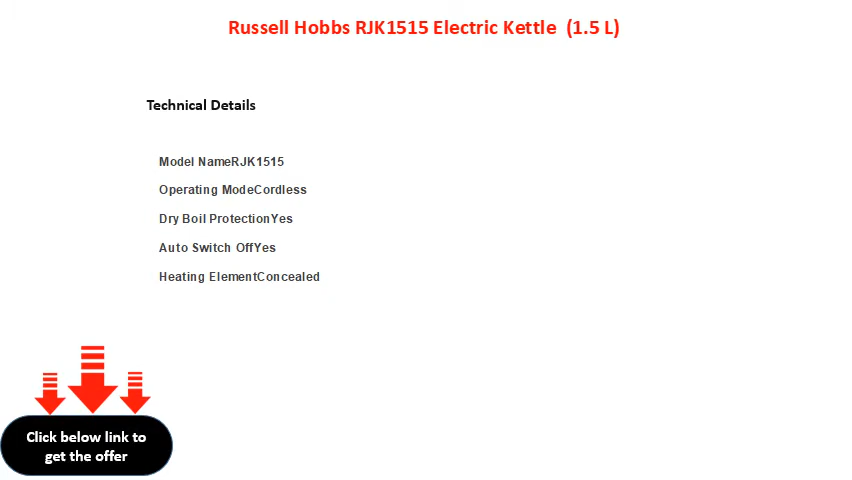 Russell Hobbs RJK1515 Electric Kettle (1.5 L)
Technical Details
Model NameRJK1515
Operating ModeCordless
Dry Boil ProtectionYes
Auto Switch OffYes
Heating ElementConcealed
Click below link to
get the offer